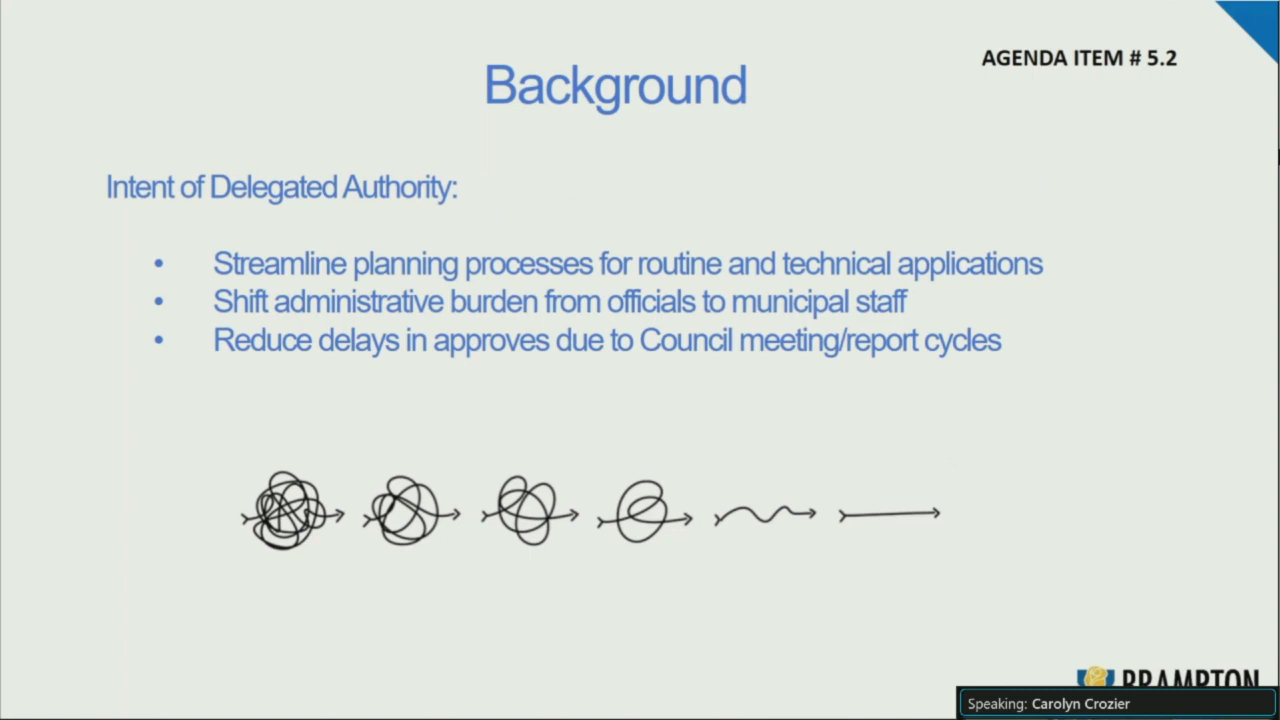 AGENDA ITEM # 5.2
Background
Intent of Delegated Authority:
• Streamline planning processes for routine and technical applications
• Shift administrative burden from officials to municipal staff
• Reduce delays in approves due to Council meeting/report cycles
BRAMPTON
Speaking: Carolyn Crozier